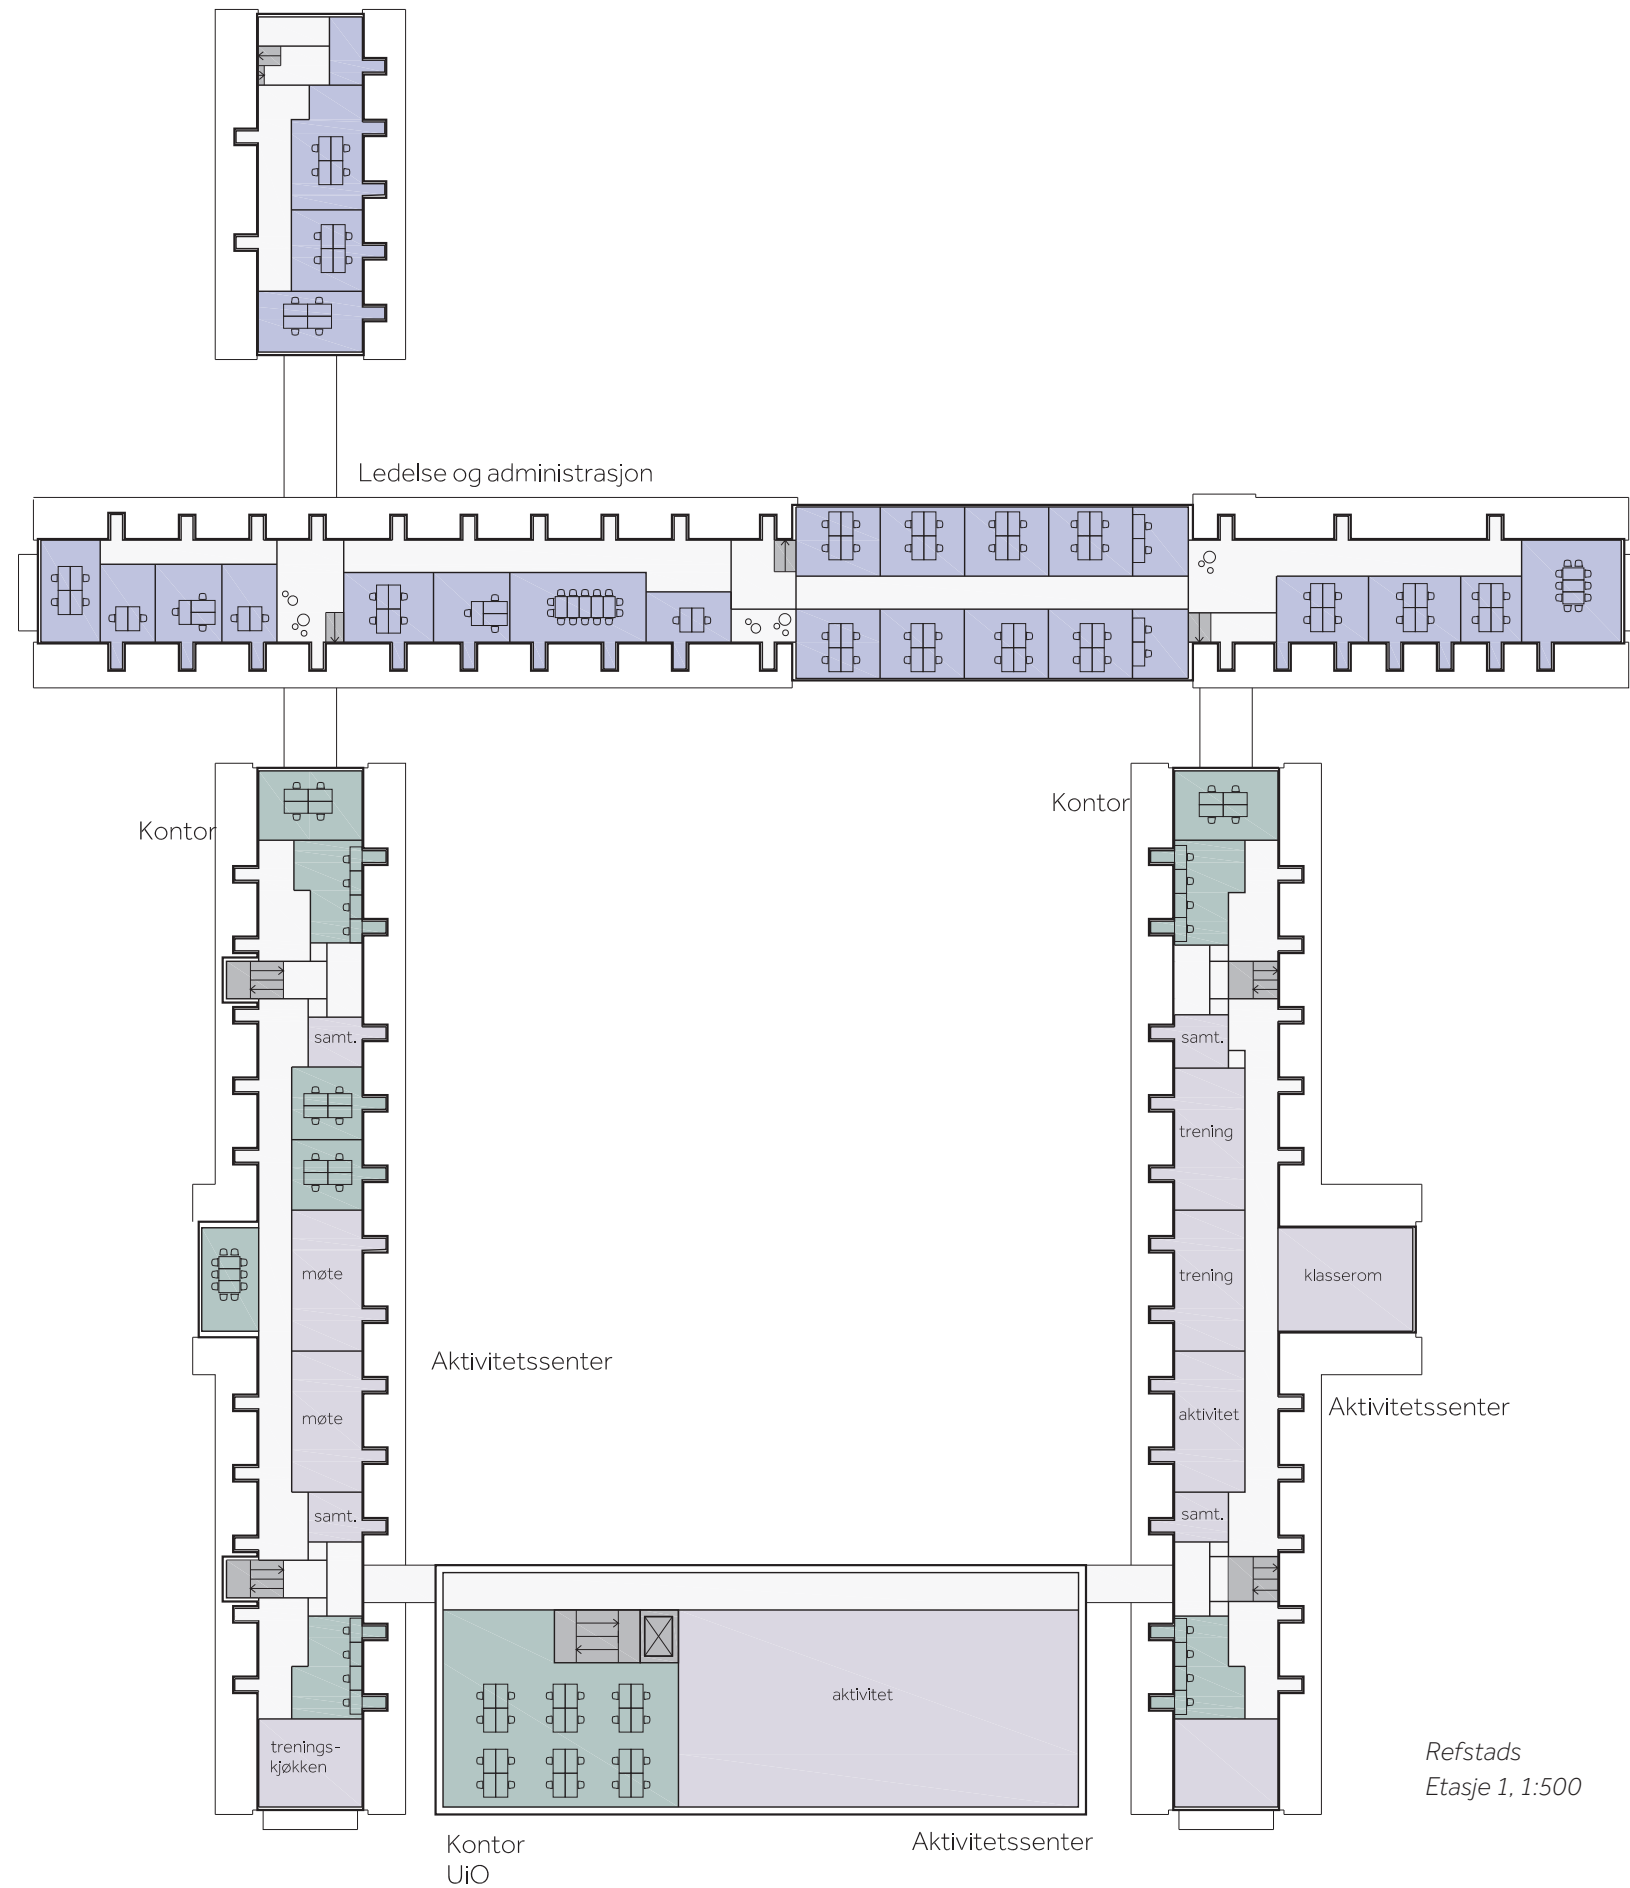 Ledelse og administrasjon
Kontor
Kontor
samt.
samt.
trening
møte
trening
klasserom
Aktivitetssenter
møte
aktivitet
Aktivitetssenter
samt.
samt.
aktivitet
trenings-
kjøkken
Refstads
Etasje 1, 1:500
Kontor
UiO
Aktivitetssenter